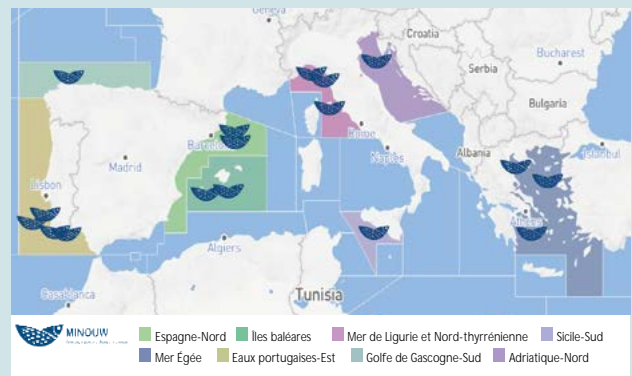 Geneva
Croatia
Bucharest
Serbia
Bulgaria
Barcel
Rome
Madrid
Albania
Istanbul
Naples
Lisbon
Athens
Algiers
Tunisia
Casablanca
MINOUW
Espagne-Nord
Îles baléares
Mer de Ligurie et Nord-thyrrénienne
Sicile-Sud
Mer Égée
Eaux portugaises-Est
Golfe de Gascogne-Sud
Adriatique-Nord